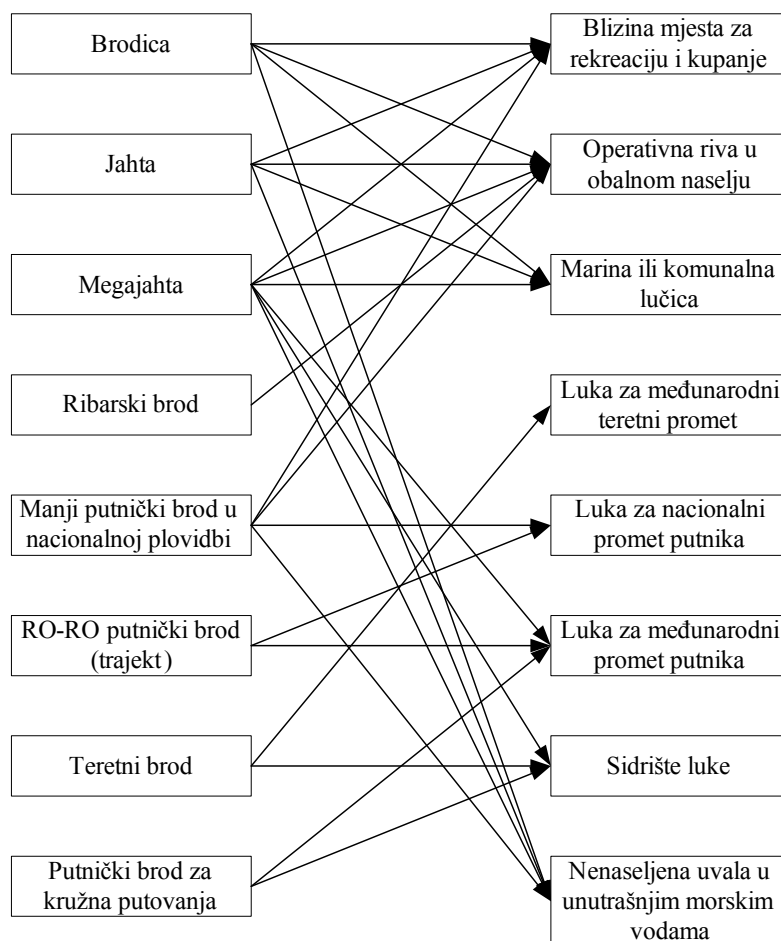 Brodica
Blizina mjesta za
rekreaciju i kupanje
Jahta
Operativna riva u
obalnom naselju
Megajahta
Marina ili komunalna
lučica
Ribarski brod
Luka za međunarodni
teretni promet
Manji putnički brod u
nacionalnoj plovidbi
Luka za nacionalni
promet putnika
RO-RO putnički brod
(trajekt)
Luka za međunarodni
promet putnika
Teretni brod
Sidrište luke
Putnički brod za
kružna putovanja
Nenaseljena uvala u
unutrašnjim morskim
vodama